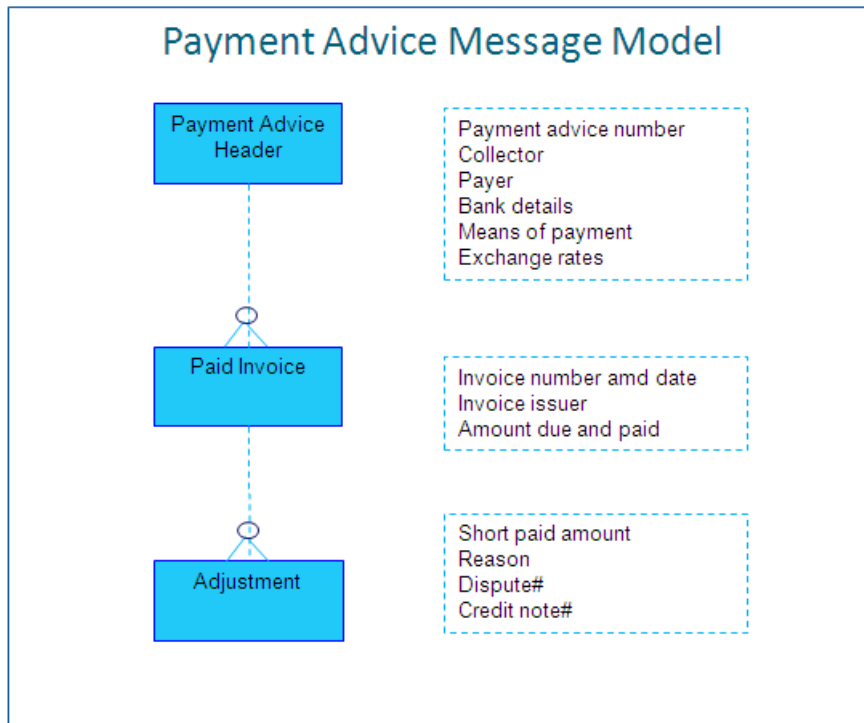 Payment Advice Message Model
Payment Advice
Header
Payment advice number
Collector
Payer
Bank details
Means of payment
Exchange rates
Paid Invoice
Invoice number amd date
Invoice issuer
Amount due and paid
Adjustment
Short paid amount
Reason
Dispute#
Credit note#